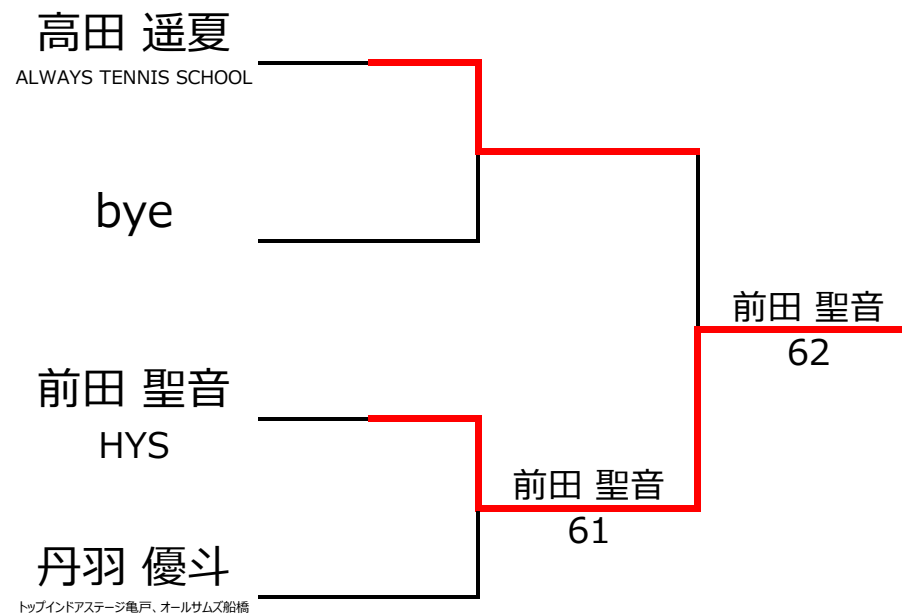 高田 遥夏
ALWAYS TENNIS SCHOOL
bye
前田 聖音
62
前田 聖音
HYS
前田 聖音
61
丹羽 優斗
トップインドアステージ亀戸、オールサムズ船橋